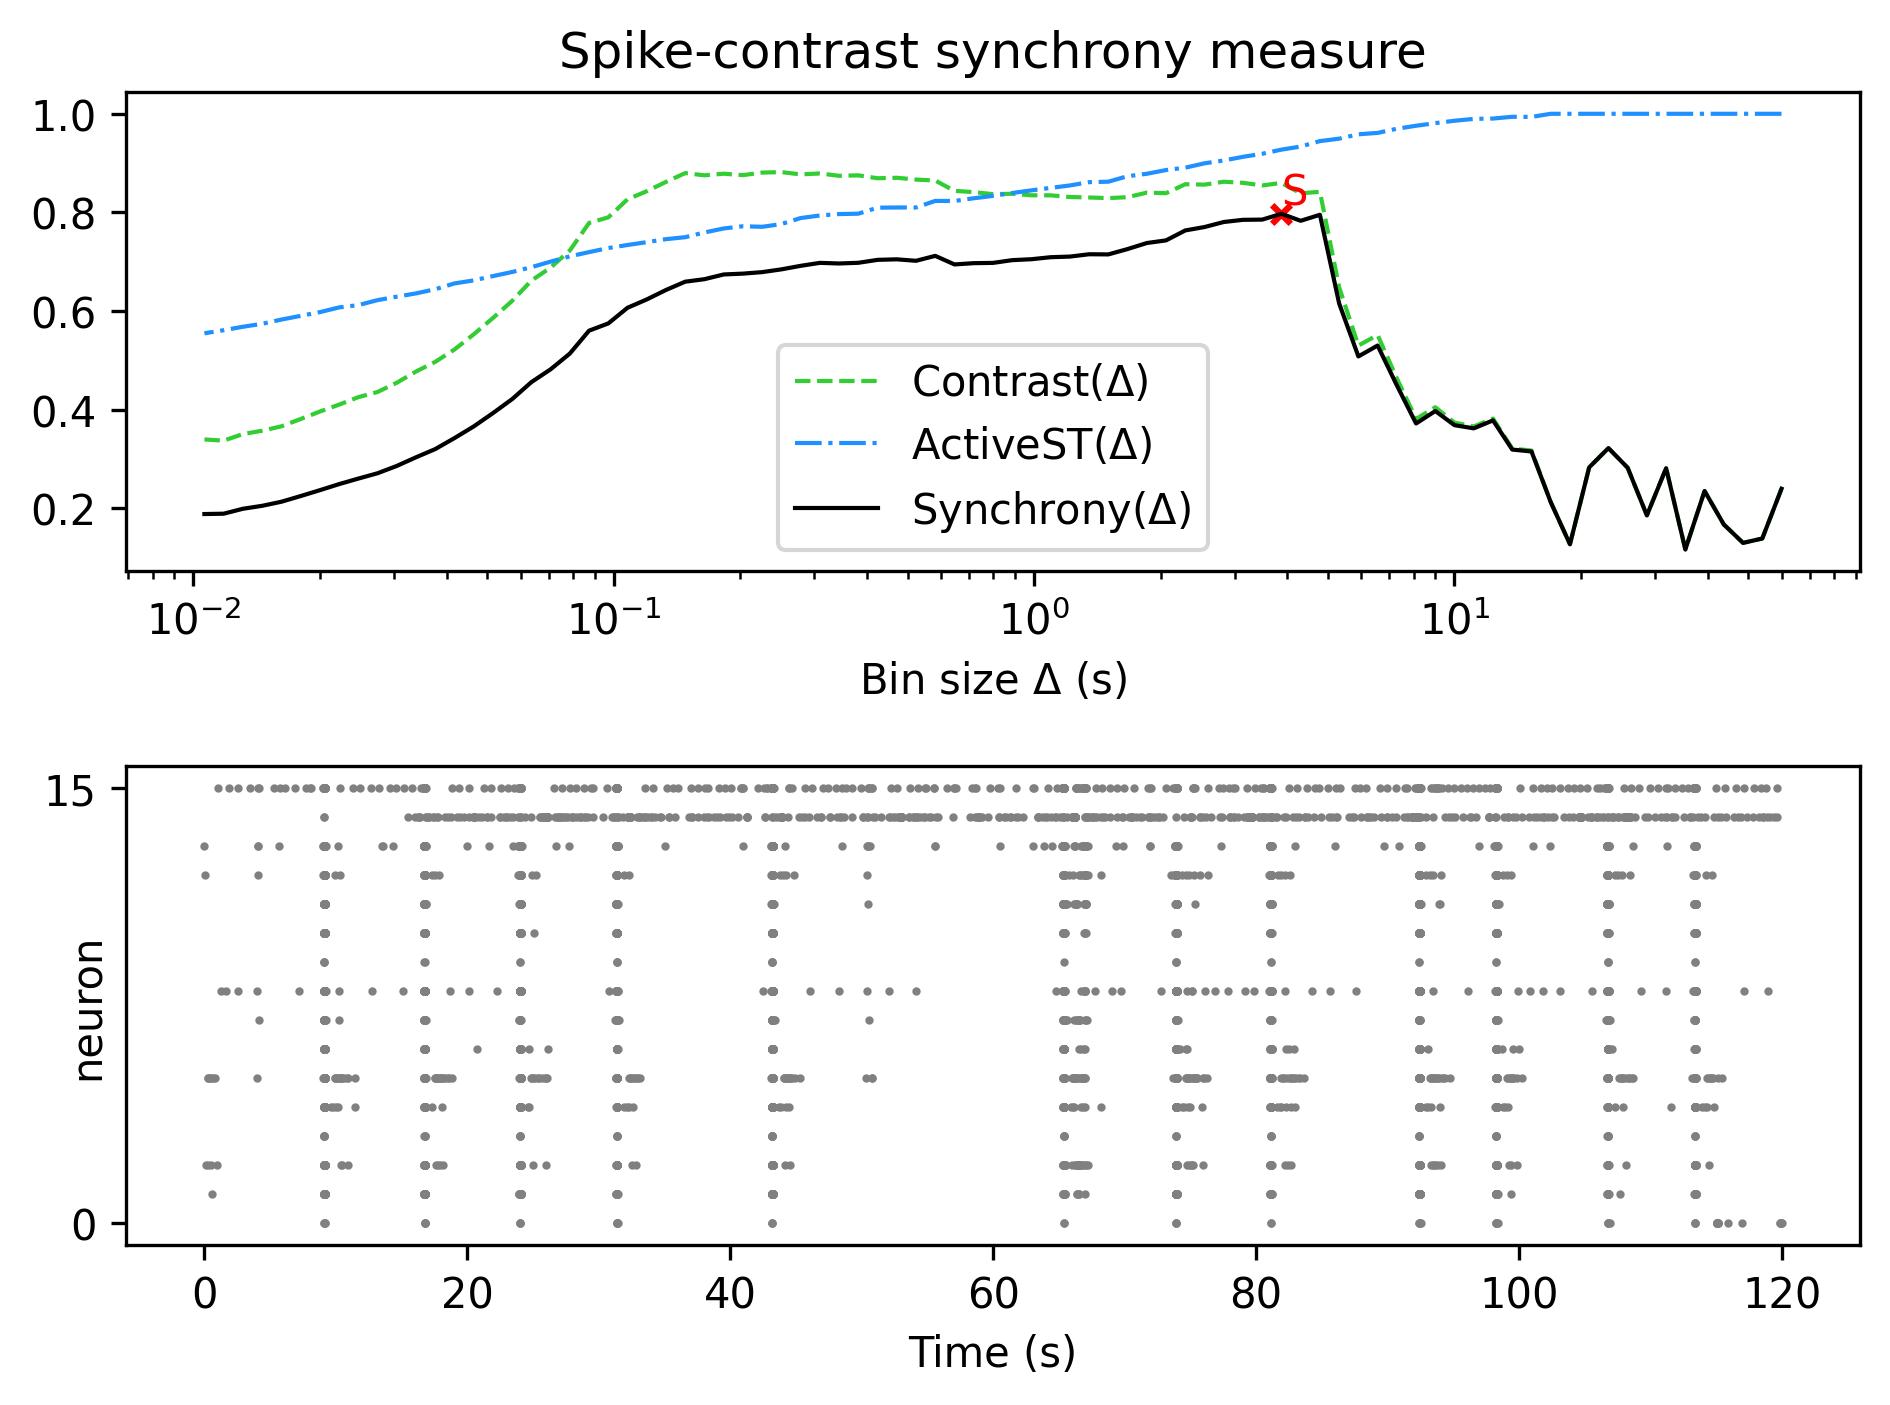 Spike-contrast synchrony measure
1.0
0.8
0.6
0.4
0.2
S
Contrast(Δ)
ActiveST(Δ)
Synchrony(Δ)
10⁻² 10⁻¹ 10⁰ 10¹
Bin size Δ (s)
15
neuron
0
0 20 40 60 80 100 120
Time (s)